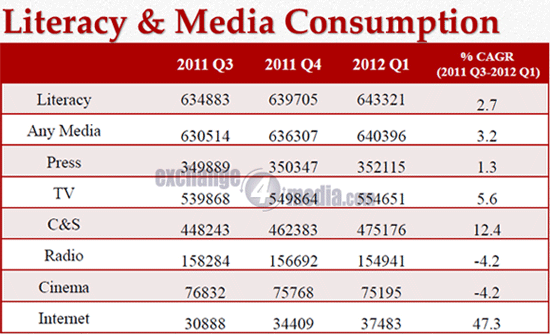 Literacy & Media Consumption
2011 Q3 2011 Q4 2012 Q1 % CAGR
(2011 Q3-2012 Q1)
Literacy 634883 639705 643321 2.7
Any Media 630514 636307 640396 3.2
Press 349889 350347 352115 1.3
exchange4media.com
TV 539868 549864 554651 5.6
C&S 448243 462383 475176 12.4
Radio 158284 156692 154941 -4.2
Cinema 76832 75768 75195 -4.2
Internet 30888 34409 37483 47.3